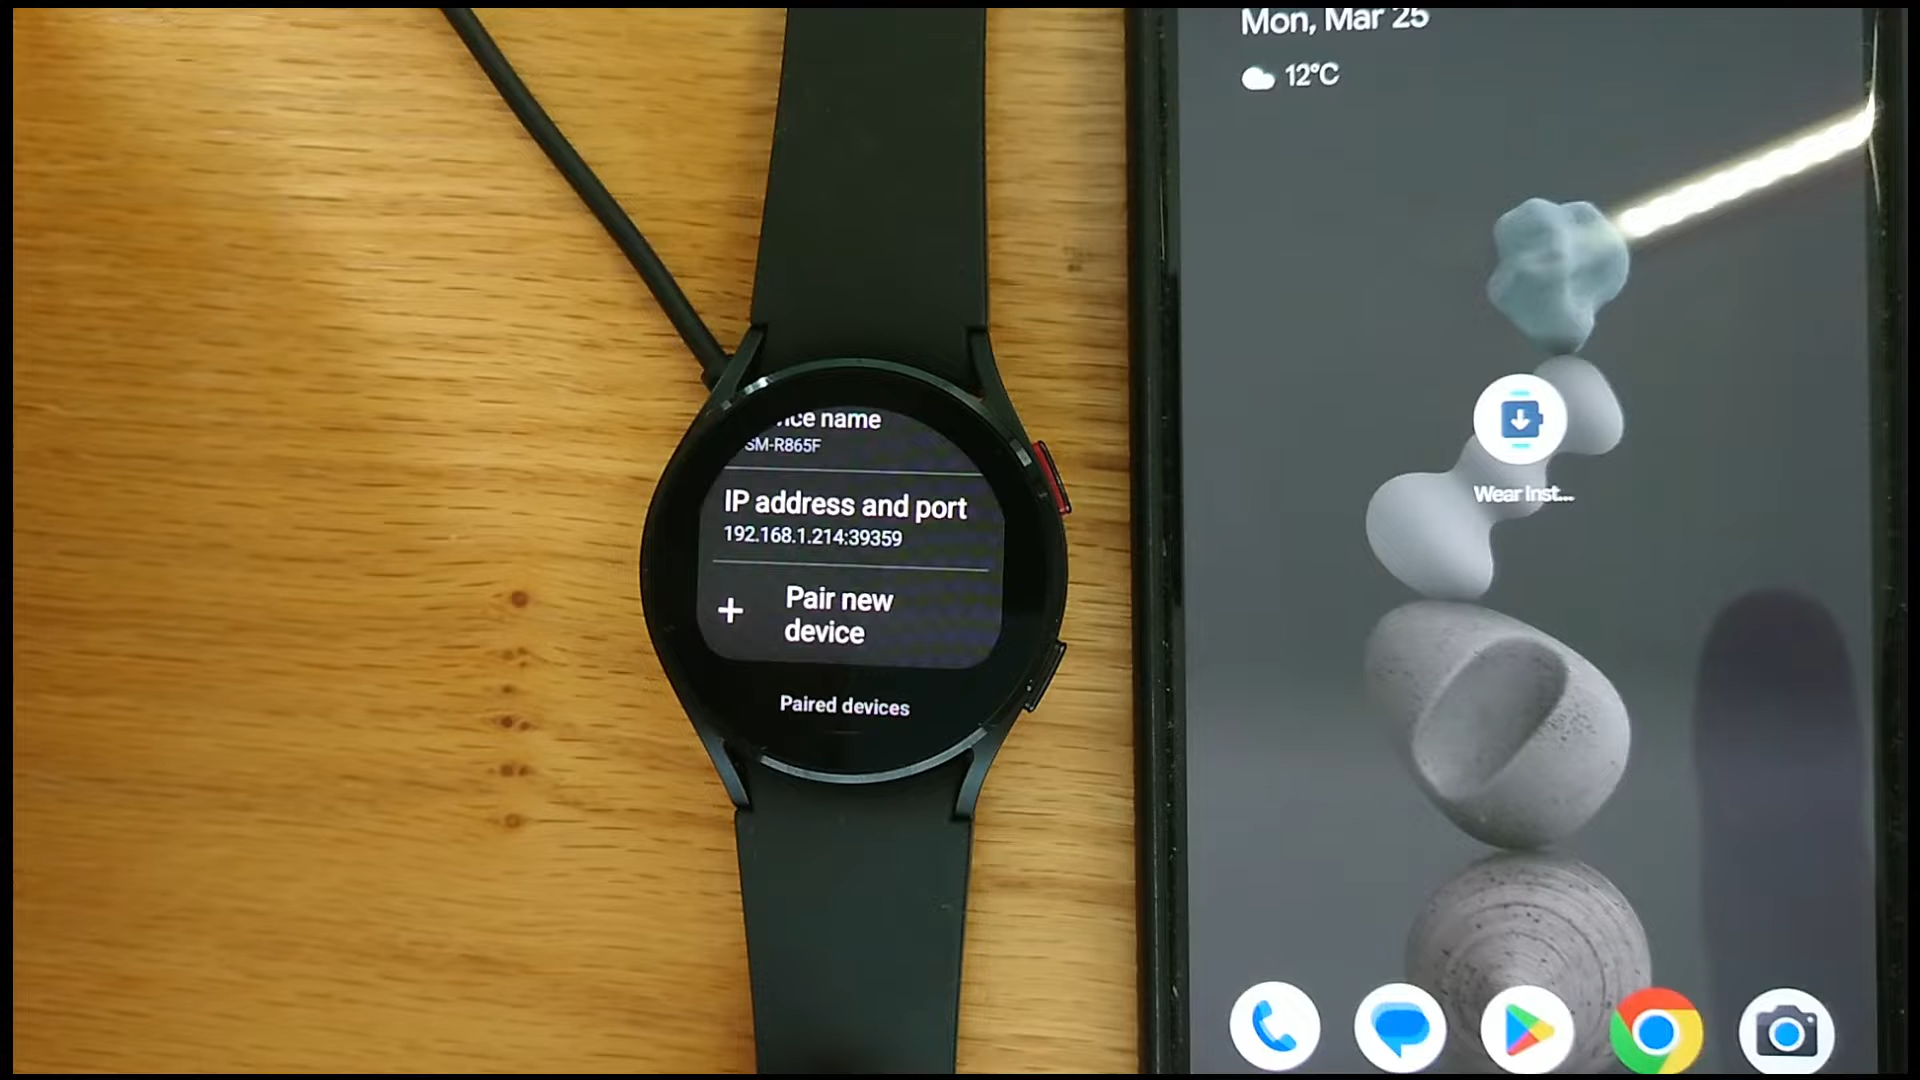 ice name
SM-R865F
IP address and port
192.168.1.214:39359
+ Pair new
device
Paired devices
Mon, Mar 25
12°C
Wear Inst...